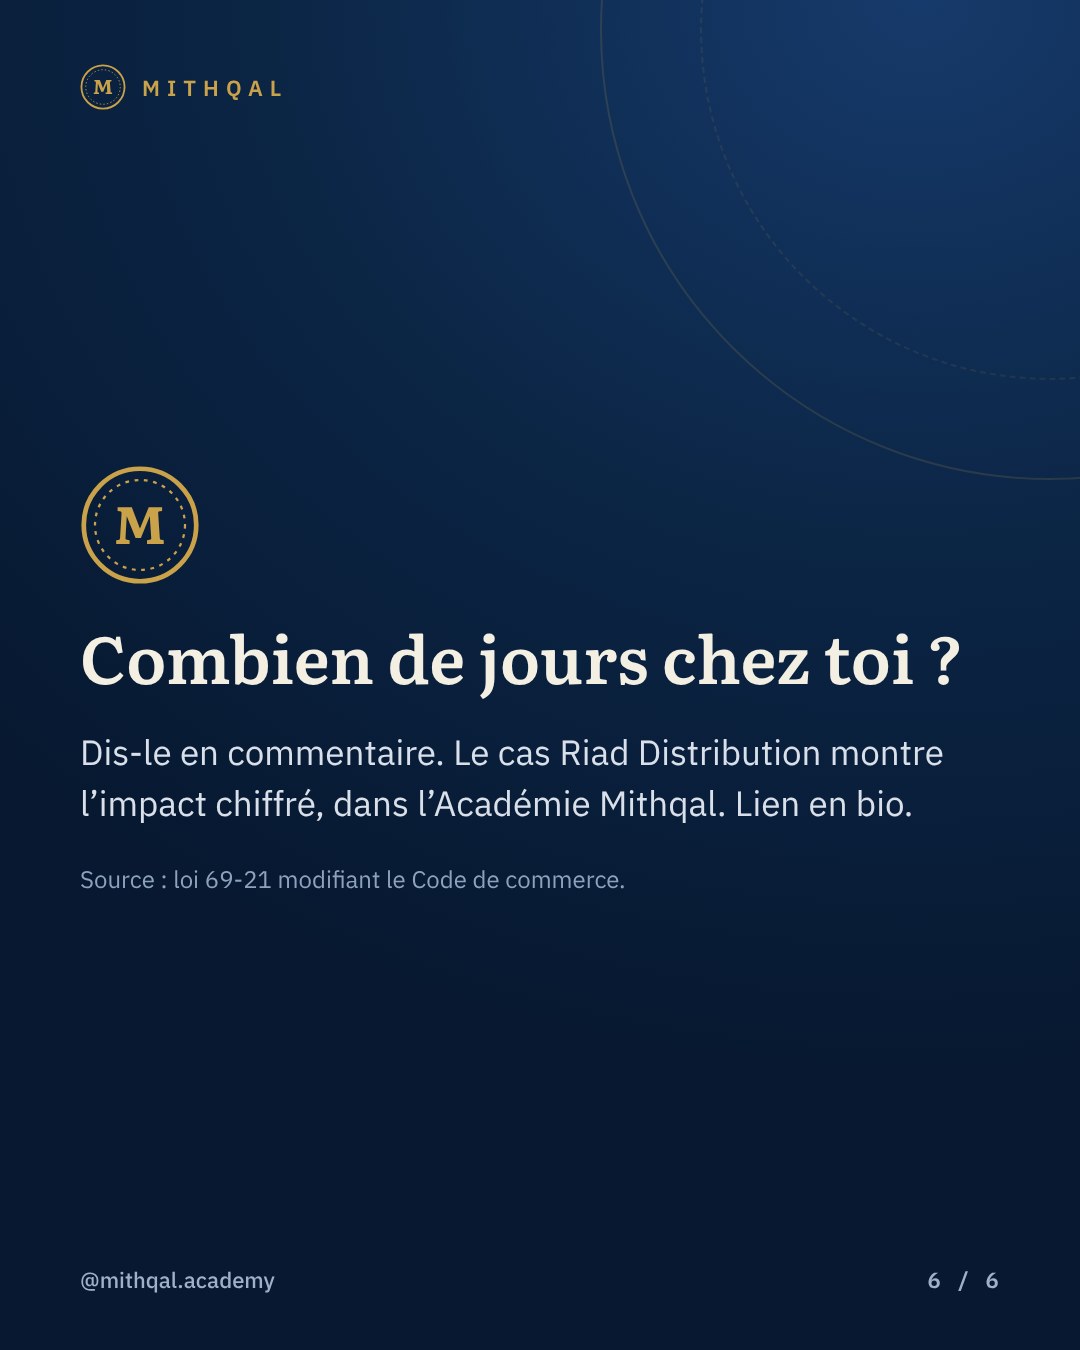 M MITHQAL
M
Combien de jours chez toi ?
Dis-le en commentaire. Le cas Riad Distribution montre
l’impact chiffré, dans l’Académie Mithqal. Lien en bio.
Source : loi 69-21 modifiant le Code de commerce.
@mithqal.academy
6 / 6